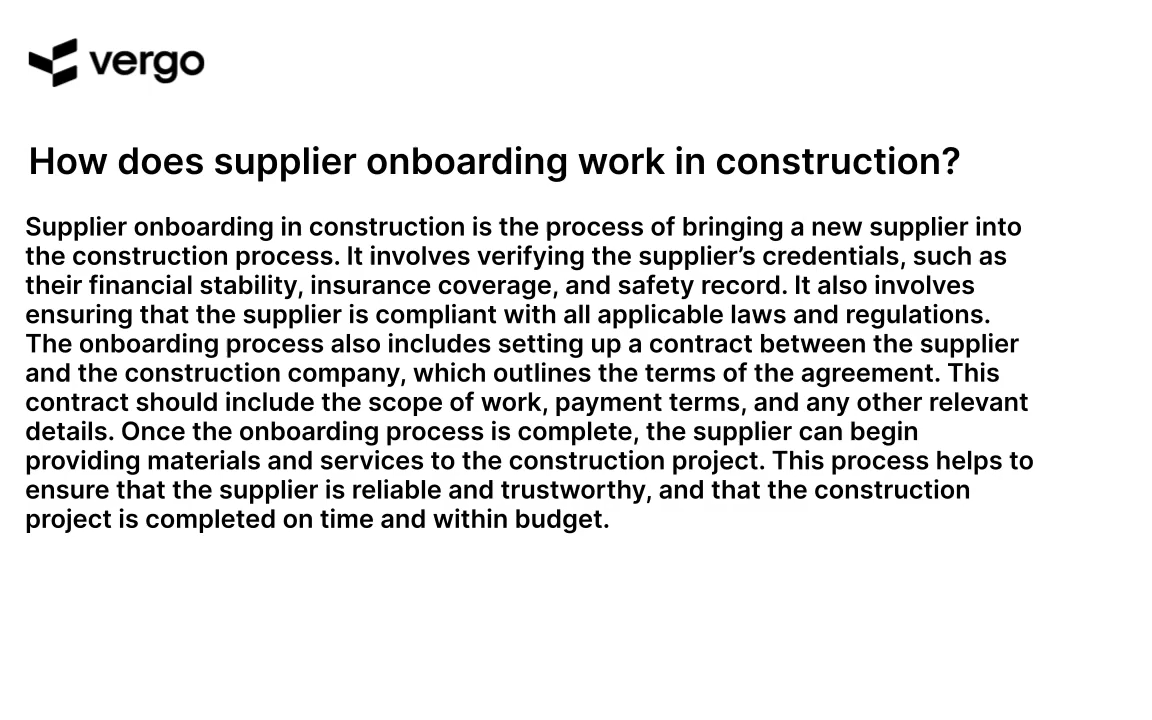 vergo
How does supplier onboarding work in construction?
Supplier onboarding in construction is the process of bringing a new supplier into
the construction process. It involves verifying the supplier’s credentials, such as
their financial stability, insurance coverage, and safety record. It also involves
ensuring that the supplier is compliant with all applicable laws and regulations.
The onboarding process also includes setting up a contract between the supplier
and the construction company, which outlines the terms of the agreement. This
contract should include the scope of work, payment terms, and any other relevant
details. Once the onboarding process is complete, the supplier can begin
providing materials and services to the construction project. This process helps to
ensure that the supplier is reliable and trustworthy, and that the construction
project is completed on time and within budget.